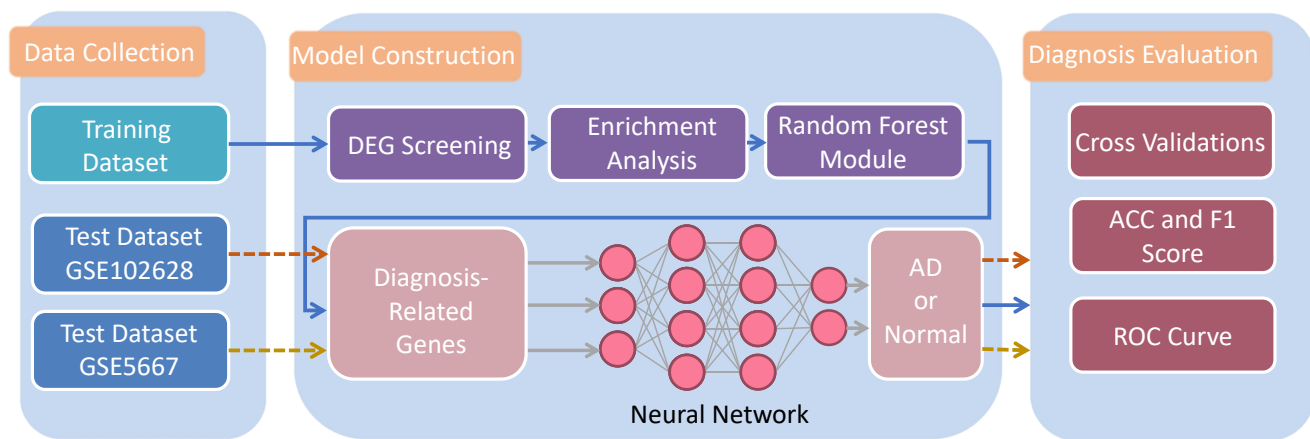 Data Collection
Training
Dataset
Test Dataset
GSE102628
Test Dataset
GSE5667
Model Construction
DEG Screening
Enrichment
Analysis
Random Forest
Module
Diagnosis-
Related
Genes
Neural Network
AD
or
Normal
Diagnosis Evaluation
Cross Validations
ACC and F1
Score
ROC Curve